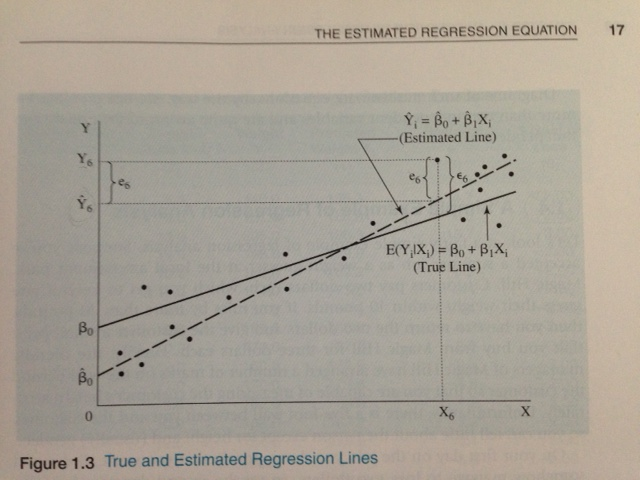 THE ESTIMATED REGRESSION EQUATION 17
Y
Ŷᵢ = β̂₀ + β̂₁Xᵢ
(Estimated Line)
Y₆
e₆
e₆
ϵ₆
Ŷ₆
E(Yᵢ|Xᵢ) = β₀ + β₁Xᵢ
(True Line)
β₀
β̂₀
0
X₆
X
Figure 1.3 True and Estimated Regression Lines